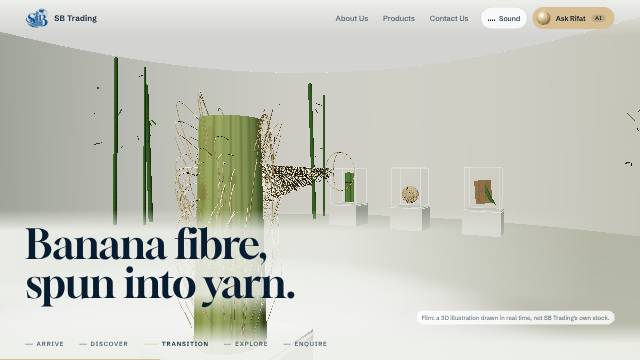 SB
SB Trading
About Us
Products
Contact Us
Sound
Ask Rifat
AI
Banana fibre,
spun into yarn.
Film: a 3D illustration drawn in real time, not SB Trading's own stock.
ARRIVE
DISCOVER
TRANSITION
EXPLORE
ENQUIRE